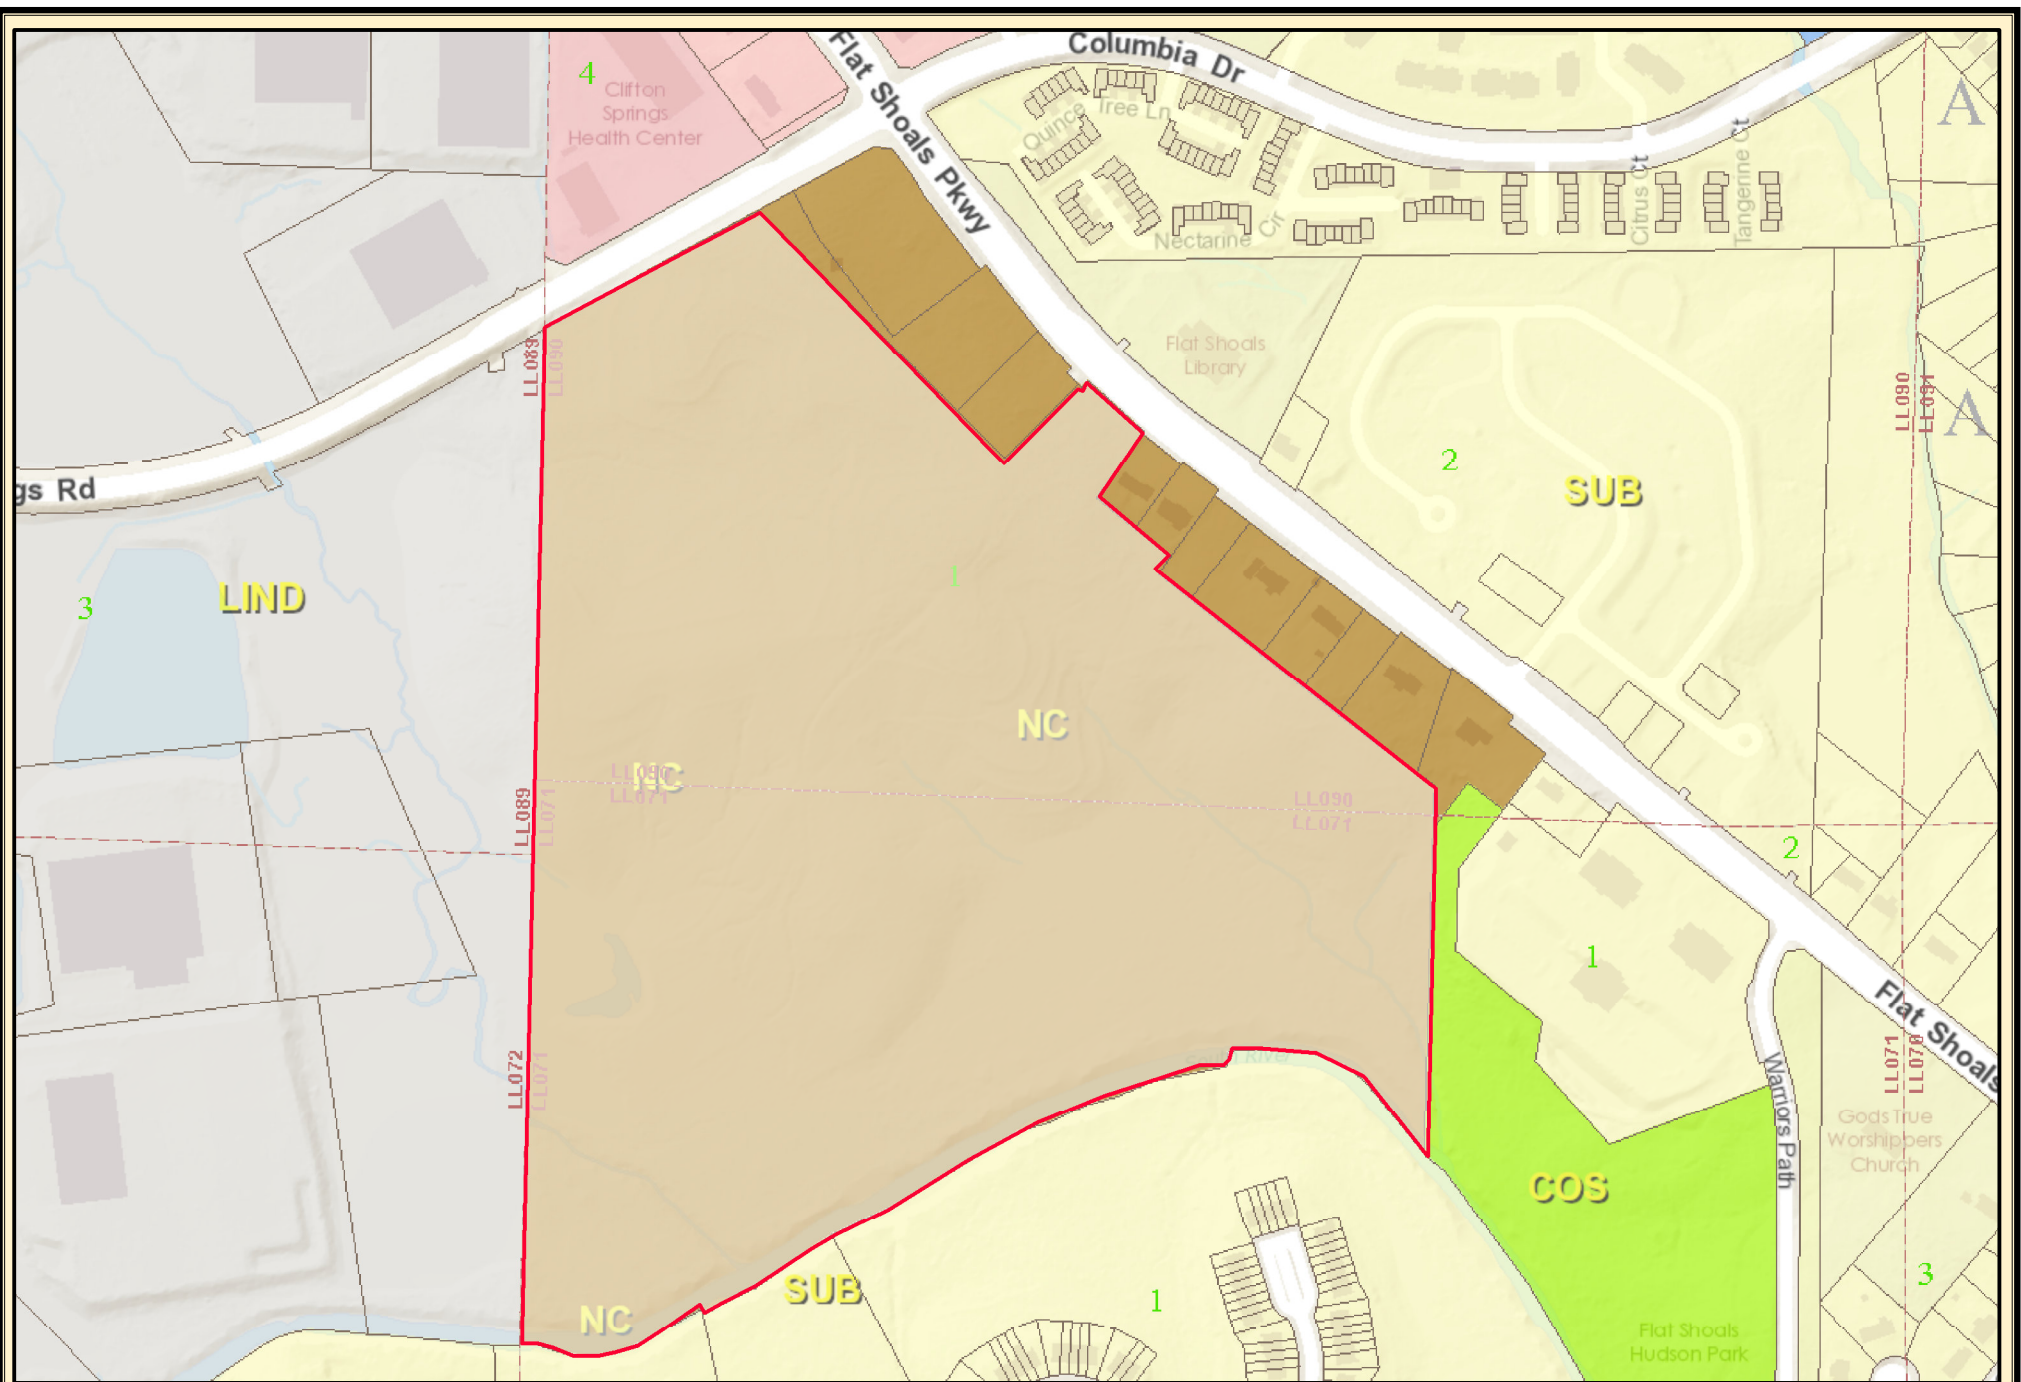 Columbia Dr
Flat Shoals Pkwy
4
Clifton
Springs
Health Center
Quince Tree Ln
A
Citrus Ct
Tangerine Ct
Nectarine Cir
Flat Shoals
Library
LL089
LL090
LL090
LL091
A
2
SUB
gs Rd
3
LIND
1
NC
NC
LL090
LL071
LL090
LL071
LL089
LL071
2
1
Flat Shoals
LL072
LL071
South River
LL071
LL070
Warriors Path
Gods True
Worshippers
Church
COS
SUB
1
3
NC
Flat Shoals
Hudson Park